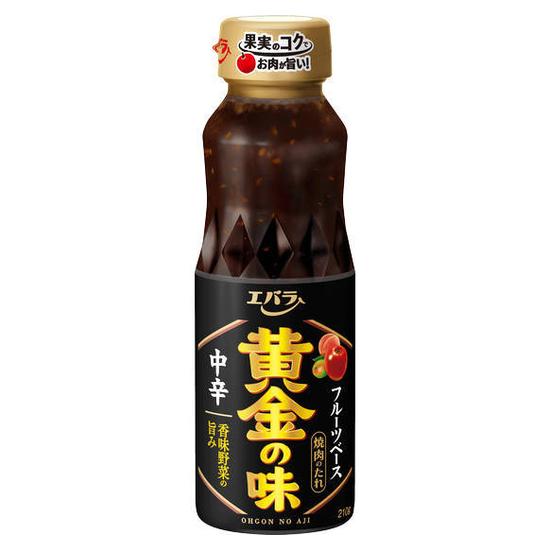 果実のコクで
お肉が旨い!
エバラ
黄金の味
中辛
香味野菜の
旨み
フルーツベース
焼肉のたれ
210g
OHGON NO AJI